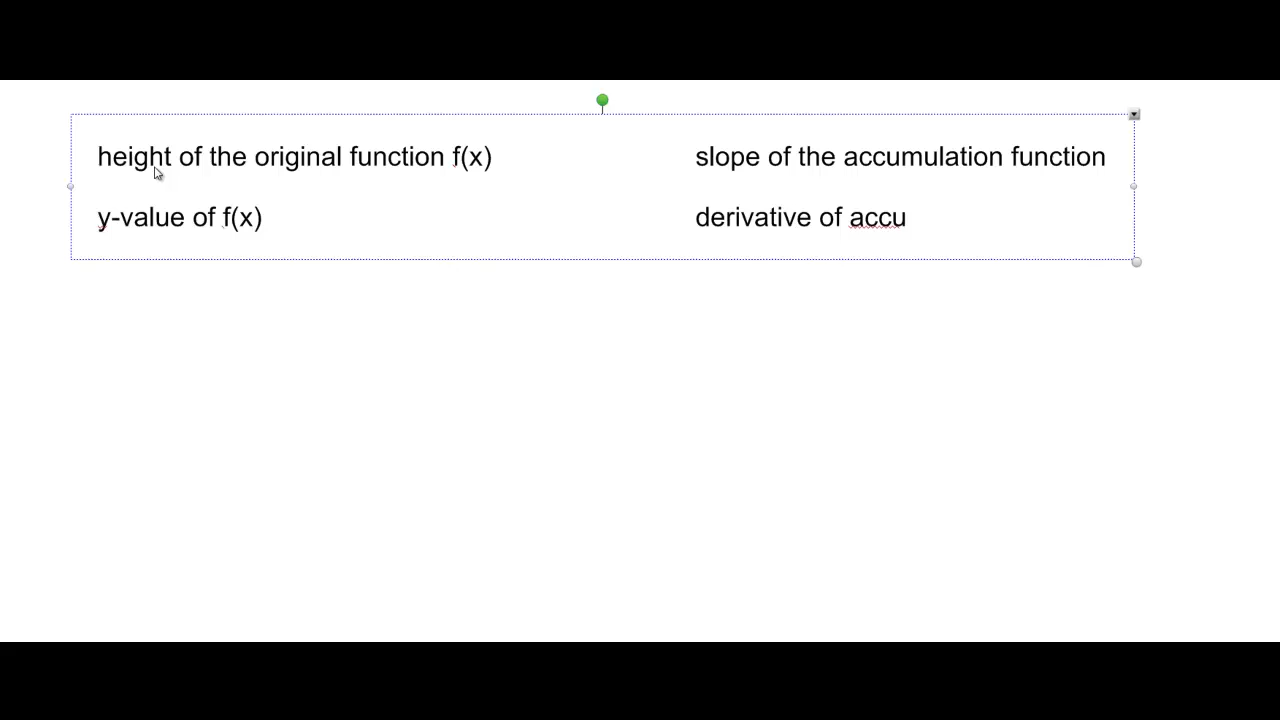 height of the original function f(x) slope of the accumulation function
y-value of f(x) derivative of accu